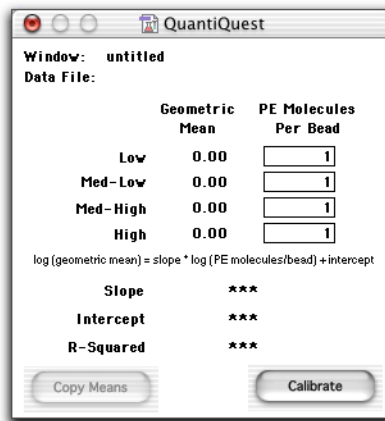 QuantiQuest
Window: untitled
Data File:
Geometric Mean PE Molecules Per Bead
Low 0.00 1
Med-Low 0.00 1
Med-High 0.00 1
High 0.00 1
log (geometric mean) = slope * log (PE molecules/bead) + intercept
Slope ***
Intercept ***
R-Squared ***
Copy Means Calibrate